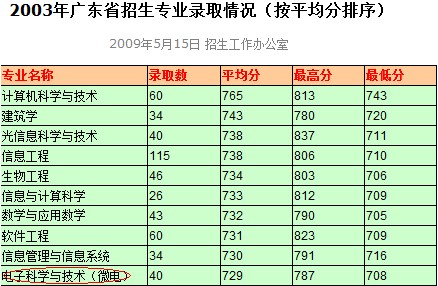 2003年广东省招生专业录取情况（按平均分排序）
2009年5月15日 招生工作办公室
专业名称 录取数 平均分 最高分 最低分
计算机科学与技术 60 765 813 743
建筑学 34 743 780 720
光信息科学与技术 40 738 837 711
信息工程 115 738 806 710
生物工程 46 734 803 706
信息与计算科学 26 733 812 709
数学与应用数学 43 732 790 705
软件工程 60 731 823 709
信息管理与信息系统 34 730 791 716
电子科学与技术（微电 40 729 787 708